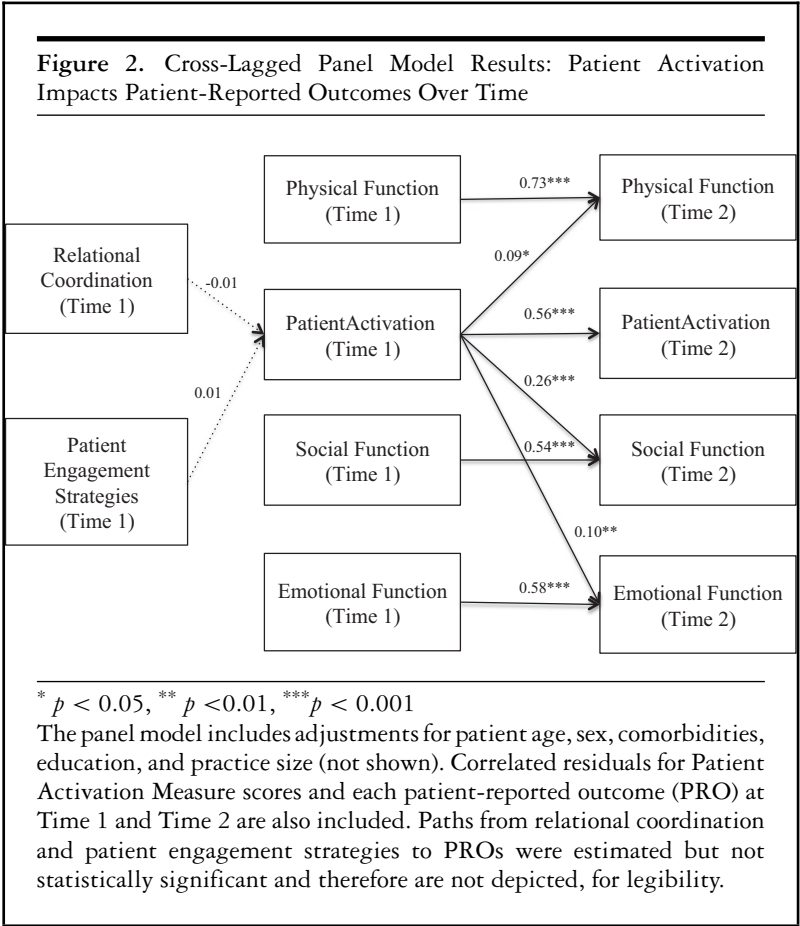 Figure 2. Cross-Lagged Panel Model Results: Patient Activation
Impacts Patient-Reported Outcomes Over Time
Relational
Coordination
(Time 1)
Patient
Engagement
Strategies
(Time 1)
-0.01
0.01
Physical Function
(Time 1)
PatientActivation
(Time 1)
Social Function
(Time 1)
Emotional Function
(Time 1)
0.73***
0.09*
0.56***
0.26***
0.54***
0.10**
0.58***
Physical Function
(Time 2)
PatientActivation
(Time 2)
Social Function
(Time 2)
Emotional Function
(Time 2)
* p < 0.05, ** p <0.01, ***p < 0.001
The panel model includes adjustments for patient age, sex, comorbidities,
education, and practice size (not shown). Correlated residuals for Patient
Activation Measure scores and each patient-reported outcome (PRO) at
Time 1 and Time 2 are also included. Paths from relational coordination
and patient engagement strategies to PROs were estimated but not
statistically significant and therefore are not depicted, for legibility.